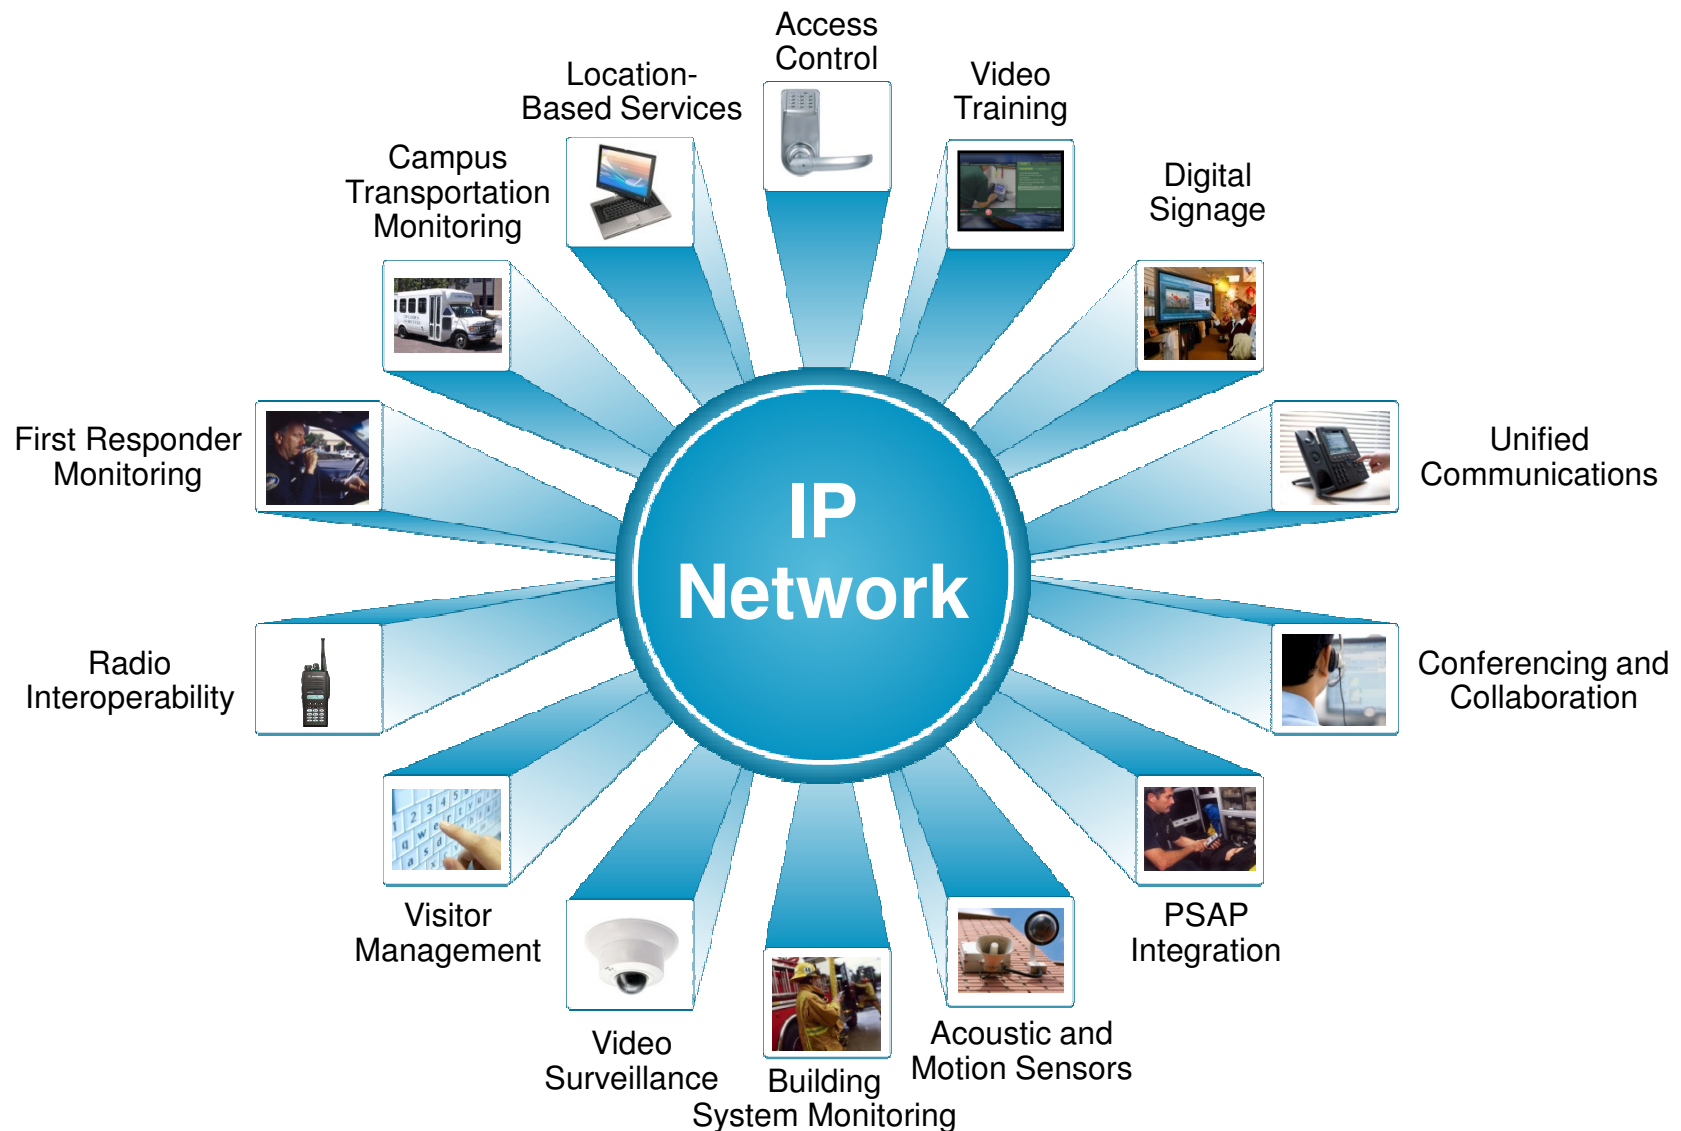 Access
Control
Video
Training
Digital
Signage
Unified
Communications
Conferencing and
Collaboration
PSAP
Integration
Acoustic and
Motion Sensors
Building
System Monitoring
Video
Surveillance
Visitor
Management
Radio
Interoperability
First Responder
Monitoring
Campus
Transportation
Monitoring
Location-
Based Services
IP
Network